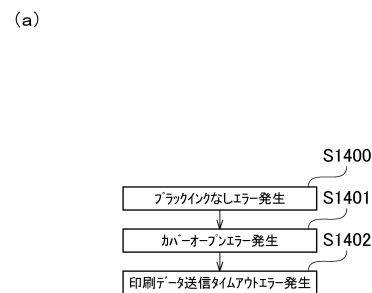 (a)
S1400
ブラックインクなしエラー発生
S1401
カバーオープンエラー発生
S1402
印刷データ送信タイムアウトエラー発生